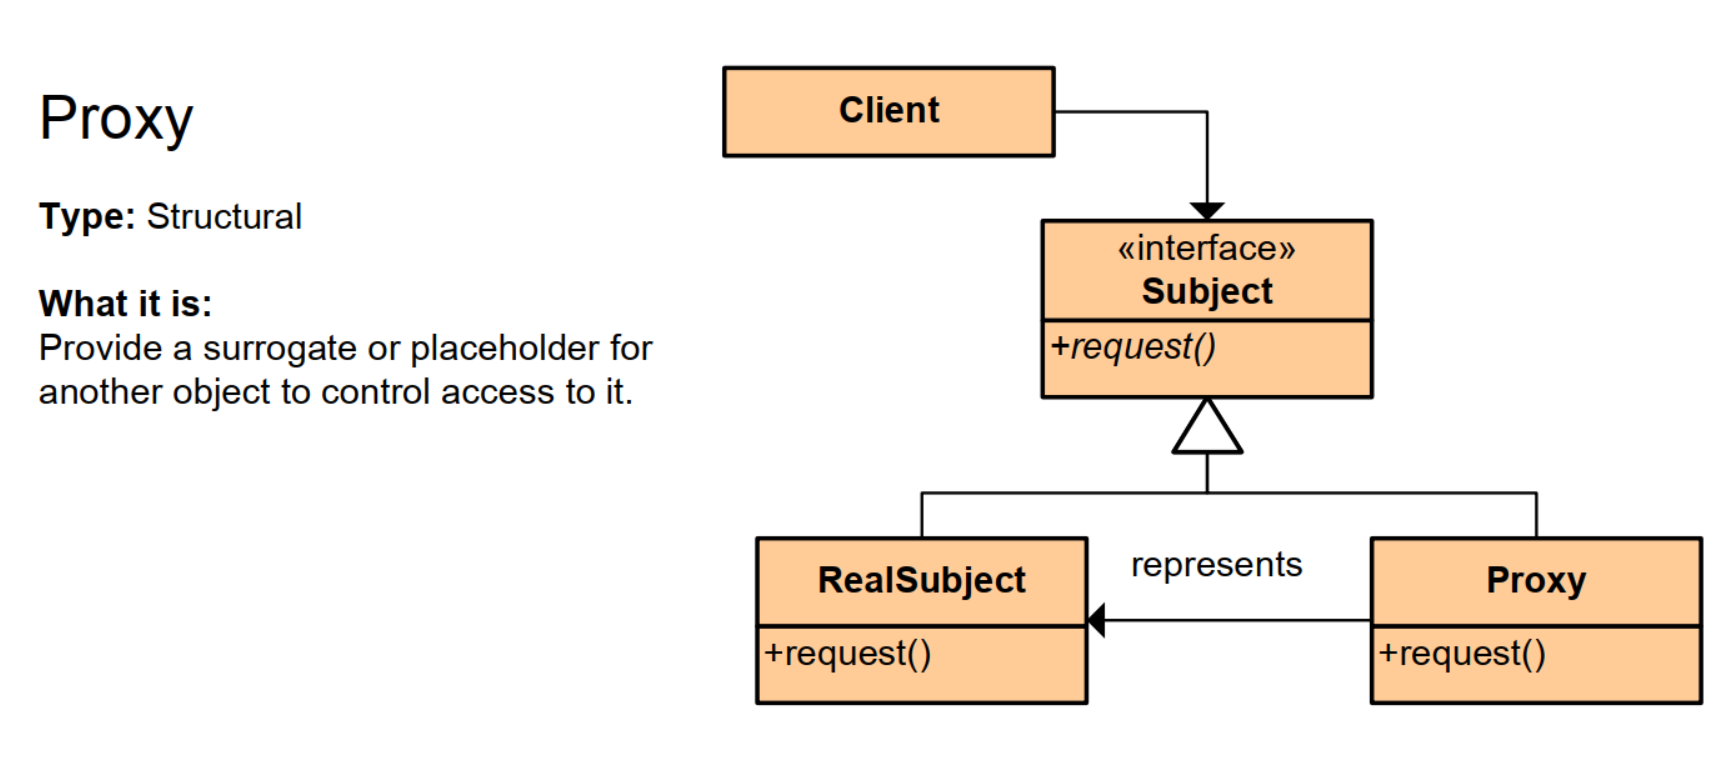 Proxy
Type: Structural
What it is:
Provide a surrogate or placeholder for
another object to control access to it.
Client
«interface»
Subject
+request()
RealSubject
+request()
represents
Proxy
+request()